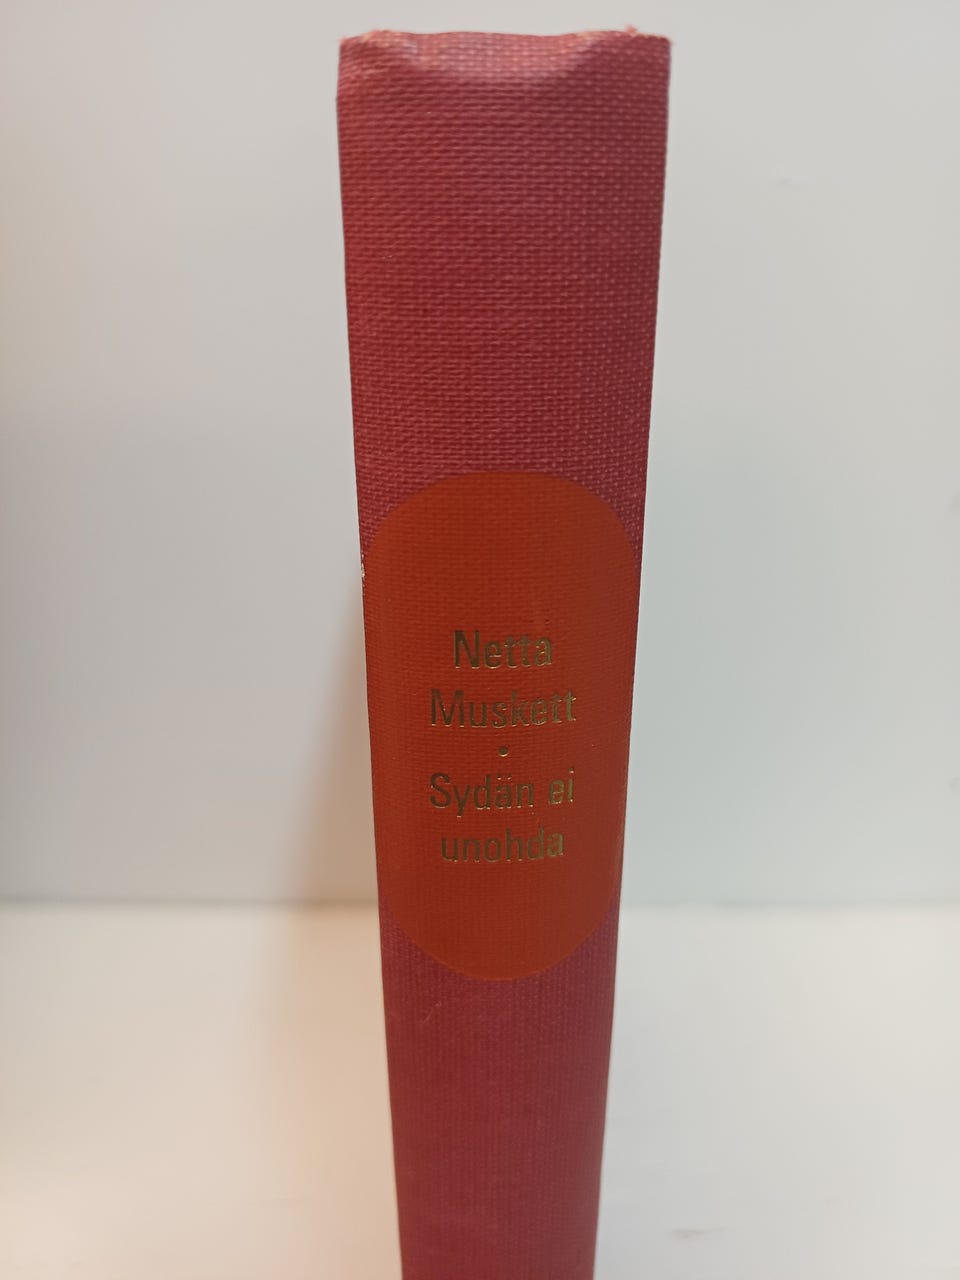 Netta
Muskett
•
Sydän ei
unohda